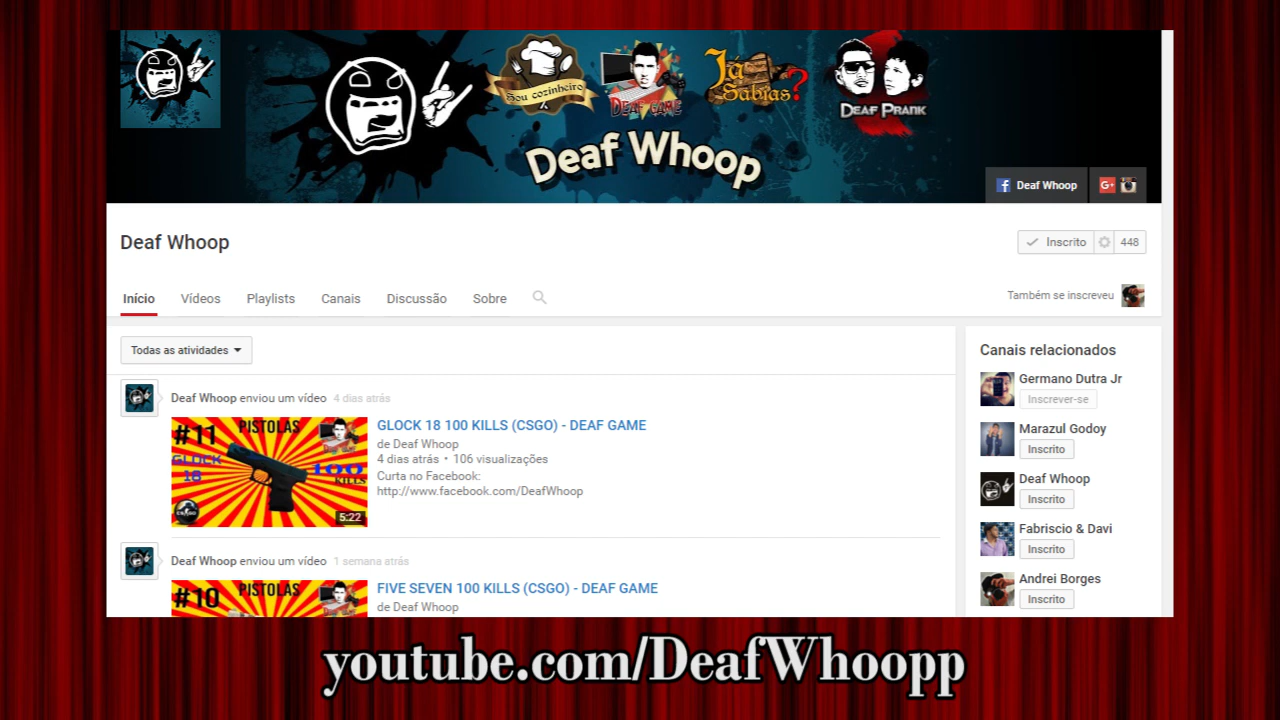 Sou cozinheiro
DEAF GAME
Já Sabias?
DEAF PRANK
Deaf Whoop
Deaf Whoop
G+
Deaf Whoop
Inscrito
448
Início
Vídeos
Playlists
Canais
Discussão
Sobre
Também se inscreveu
Todas as atividades
Canais relacionados
Germano Dutra Jr
Inscrever-se
Marazul Godoy
Inscrito
Deaf Whoop
Inscrito
Fabriscio & Davi
Inscrito
Andrei Borges
Inscrito
Deaf Whoop enviou um vídeo 4 dias atrás
#11
PISTOLAS
GLOCK
18
100
KILLS
CS:GO
5:22
GLOCK 18 100 KILLS (CSGO) - DEAF GAME
de Deaf Whoop
4 dias atrás • 106 visualizações
Curta no Facebook:
http://www.facebook.com/DeafWhoop
Deaf Whoop enviou um vídeo 1 semana atrás
#10
PISTOLAS
FIVE SEVEN 100 KILLS (CSGO) - DEAF GAME
de Deaf Whoop
youtube.com/DeafWhoopp